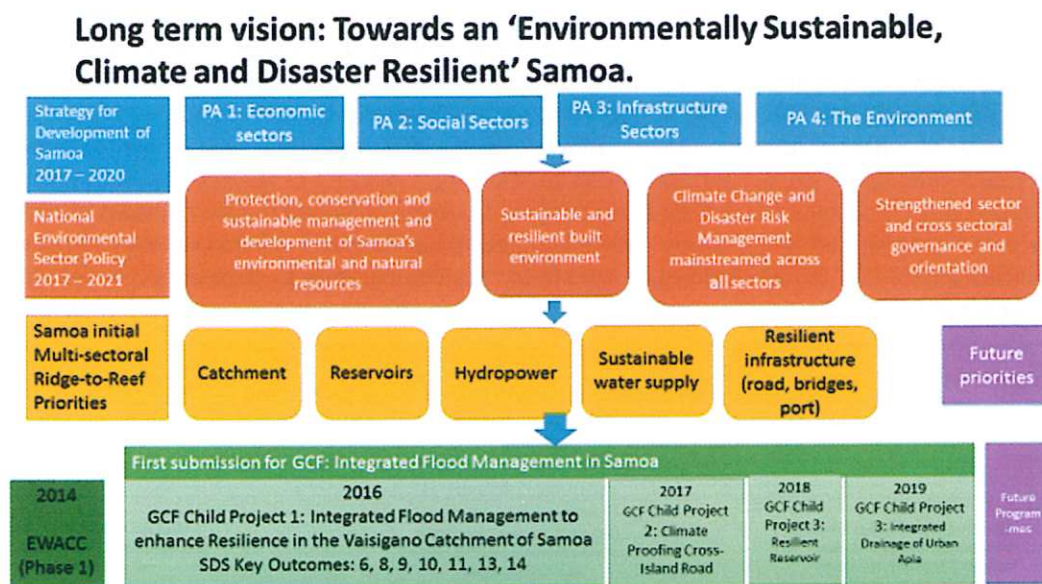 Long term vision: Towards an ‘Environmentally Sustainable,
Climate and Disaster Resilient’ Samoa.
Strategy for
Development of
Samoa
2017 – 2020
PA 1: Economic
sectors
PA 2: Social Sectors
PA 3: Infrastructure
Sectors
PA 4: The Environment
National
Environmental
Sector Policy
2017 – 2021
Protection, conservation and
sustainable management and
development of Samoa's
environmental and natural
resources
Sustainable and
resilient built
environment
Climate Change and
Disaster Risk
Management
mainstreamed across
all sectors
Strengthened sector
and cross sectoral
governance and
orientation
Samoa initial
Multi-sectoral
Ridge-to-Reef
Priorities
Catchment
Reservoirs
Hydropower
Sustainable
water supply
Resilient
infrastructure
(road, bridges,
port)
Future
priorities
First submission for GCF: Integrated Flood Management in Samoa
2014
EWACC
(Phase 1)
2016
GCF Child Project 1: Integrated Flood Management to
enhance Resilience in the Vaisigano Catchment of Samoa
SDS Key Outcomes: 6, 8, 9, 10, 11, 13, 14
2017
GCF Child Project
2: Climate
Proofing Cross-
Island Road
2018
GCF Child
Project 3:
Resilient
Reservoir
2019
GCF Child Project
3: Integrated
Drainage of Urban
Apia
Future
Program
-mes